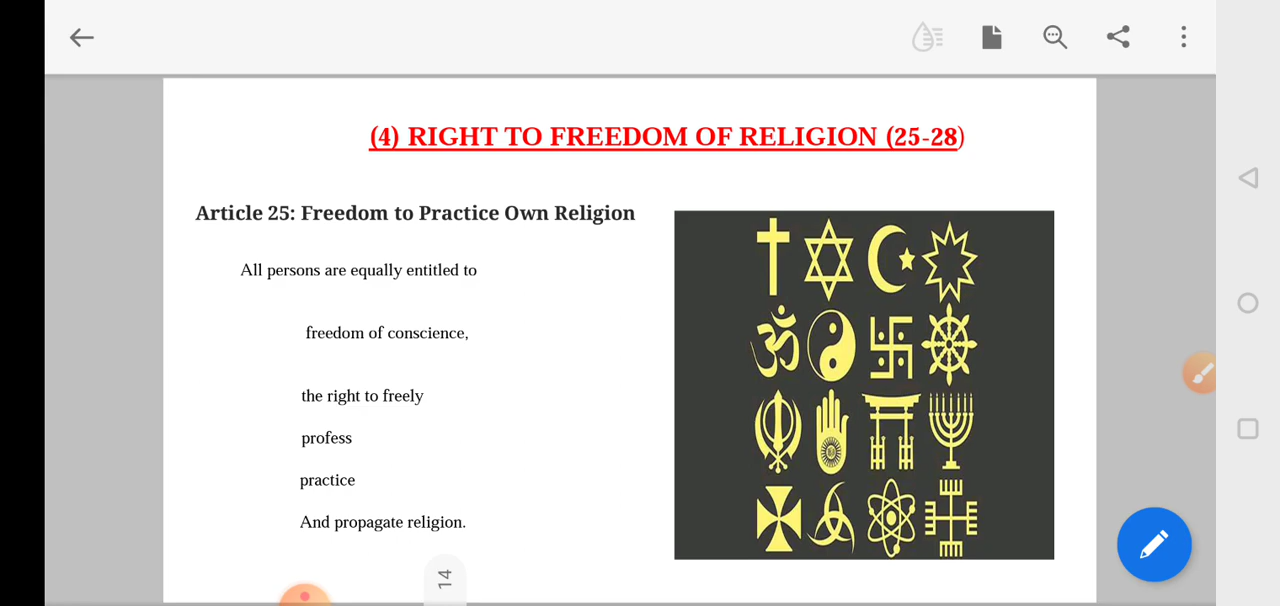 (4) RIGHT TO FREEDOM OF RELIGION (25-28)
Article 25: Freedom to Practice Own Religion
All persons are equally entitled to
freedom of conscience,
the right to freely
profess
practice
And propagate religion.
14